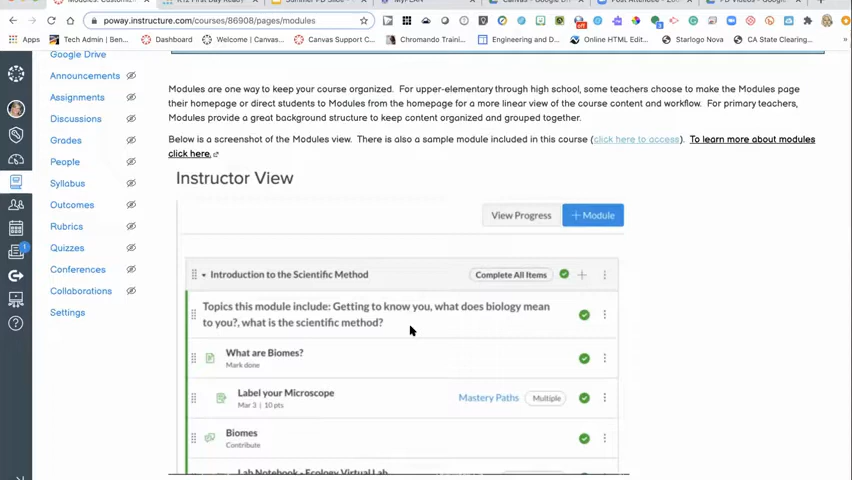 poway.instructure.com/courses/86908/pages/modules
Apps
Tech Admin | Ben...
Dashboard
Canvas Support C...
Chromando Traini...
Engineering and D...
Online HTML Edit...
Starlogo Nova
CA State Clearing...
Google Drive
Announcements
Assignments
Discussions
Grades
People
Syllabus
Outcomes
Rubrics
Quizzes
Conferences
Collaborations
Settings
1
Modules are one way to keep your course organized. For upper-elementary through high school, some teachers choose to make the Modules page
their homepage or direct students to Modules from the homepage for a more linear view of the course content and workflow. For primary teachers,
Modules provide a great background structure to keep content organized and grouped together.
Below is a screenshot of the Modules view. There is also a sample module included in this course (click here to access). To learn more about modules
click here.
Instructor View
View Progress
+ Module
Introduction to the Scientific Method
Complete All Items
Topics this module include: Getting to know you, what does biology mean
to you?, what is the scientific method?
What are Biomes?
Mark done
Label your Microscope
Mar 3 | 10 pts
Mastery Paths
Multiple
Biomes
Contribute
Lab Notebook - Ecology Virtual Lab